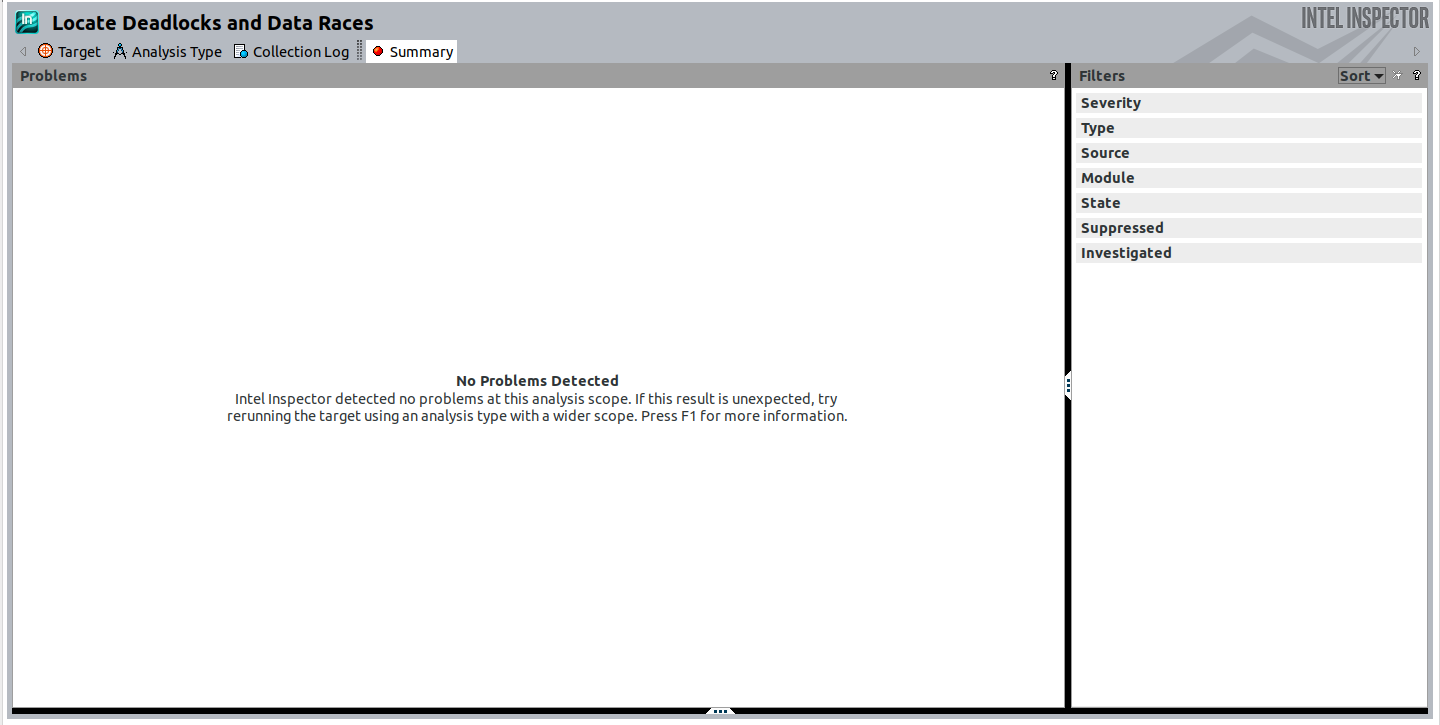 In Locate Deadlocks and Data Races
INTEL INSPECTOR
Target Analysis Type Collection Log Summary
Problems ?
Filters Sort ?
Severity
Type
Source
Module
State
Suppressed
Investigated
No Problems Detected
Intel Inspector detected no problems at this analysis scope. If this result is unexpected, try
rerunning the target using an analysis type with a wider scope. Press F1 for more information.